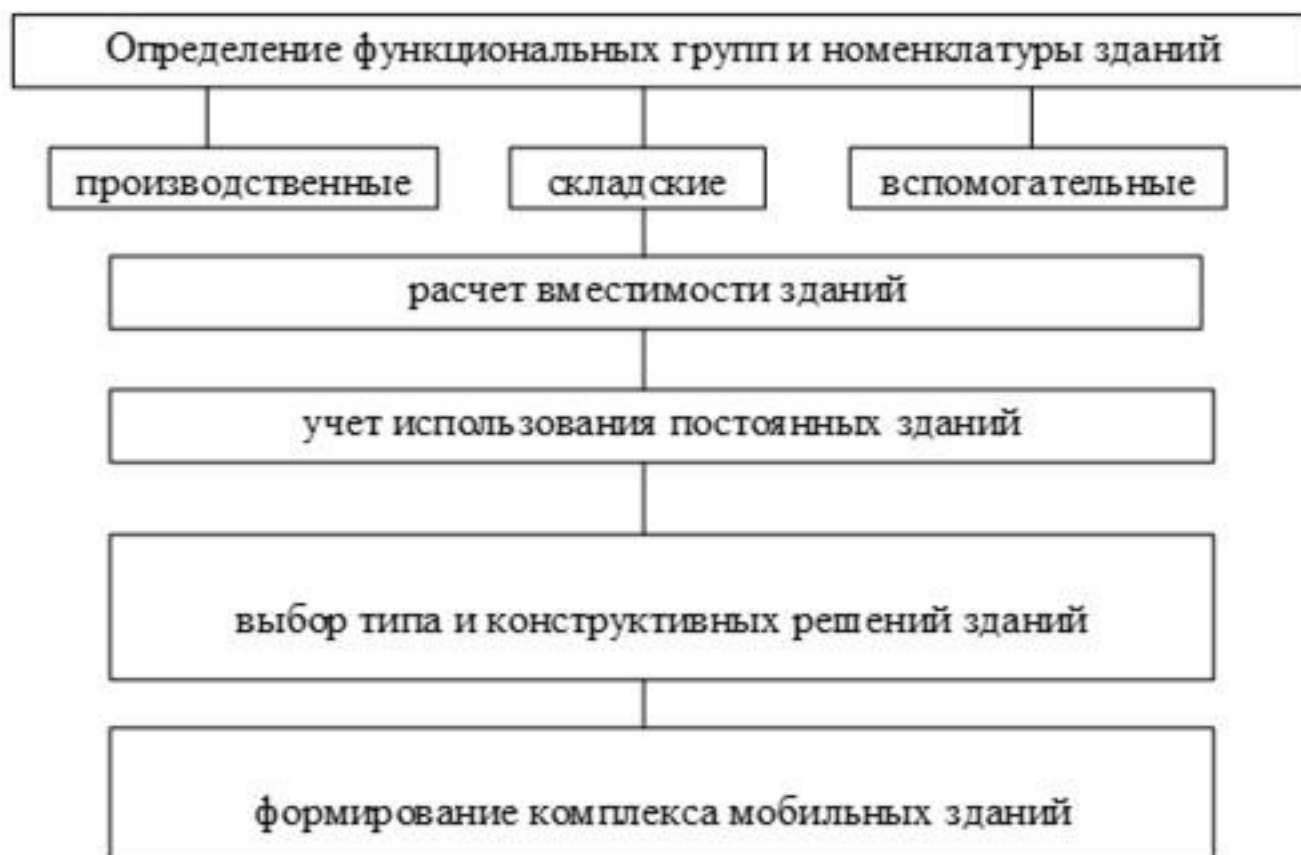 Определение функциональных групп и номенклатуры зданий
производственные
складские
вспомогательные
расчет вместимости зданий
учет использования постоянных зданий
выбор типа и конструктивных решений зданий
формирование комплекса мобильных зданий